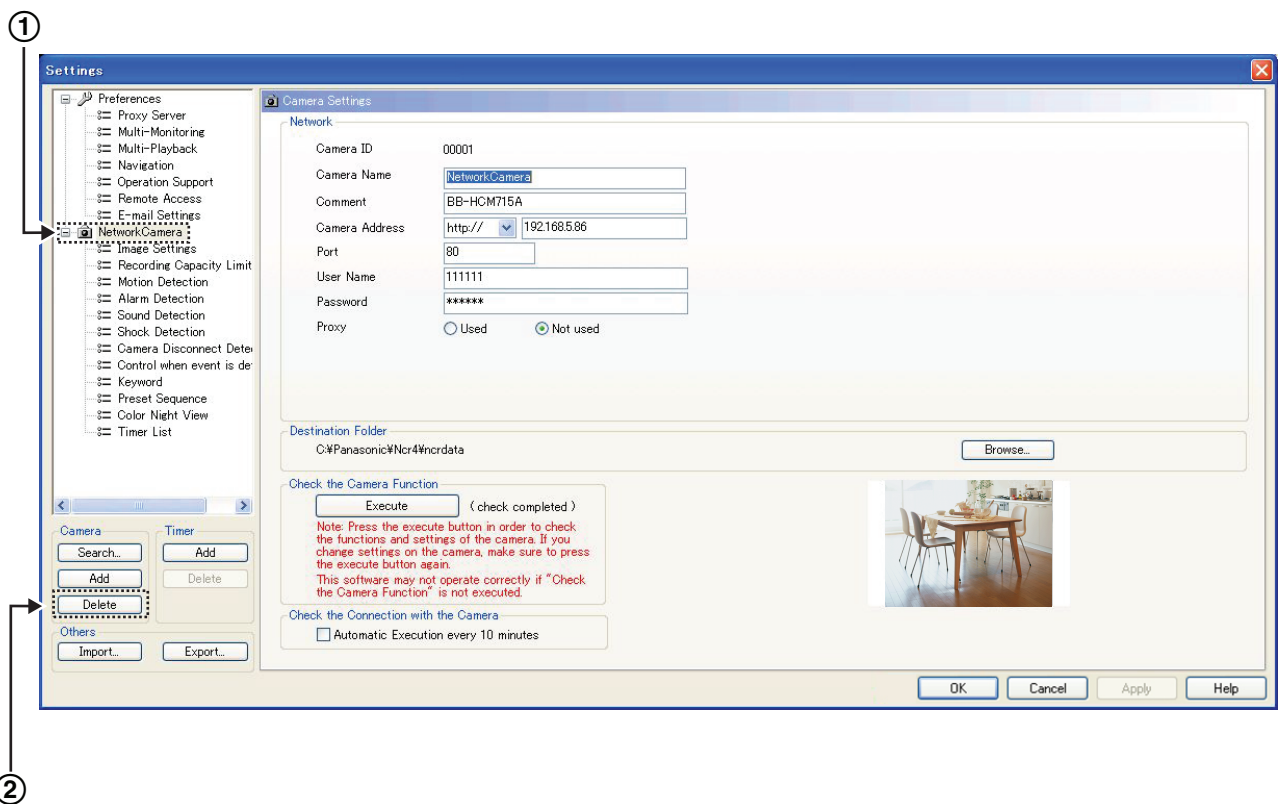 ①
Settings
Preferences
Proxy Server
Multi-Monitoring
Multi-Playback
Navigation
Operation Support
Remote Access
E-mail Settings
NetworkCamera
Image Settings
Recording Capacity Limit
Motion Detection
Alarm Detection
Sound Detection
Shock Detection
Camera Disconnect Dete
Control when event is de
Keyword
Preset Sequence
Color Night View
Timer List
Camera
Search...
Add
Delete
Timer
Add
Delete
Others
Import...
Export...
Camera Settings
Network
Camera ID 00001
Camera Name NetworkCamera
Comment BB-HCM715A
Camera Address http:// 192.168.5.86
Port 80
User Name 111111
Password ******
Proxy Used Not used
Destination Folder
C:¥Panasonic¥Ncr4¥ncrdata Browse...
Check the Camera Function
Execute ( check completed )
Note: Press the execute button in order to check
the functions and settings of the camera. If you
change settings on the camera, make sure to press
the execute button again.
This software may not operate correctly if "Check
the Camera Function" is not executed.
Check the Connection with the Camera
Automatic Execution every 10 minutes
OK Cancel Apply Help
②